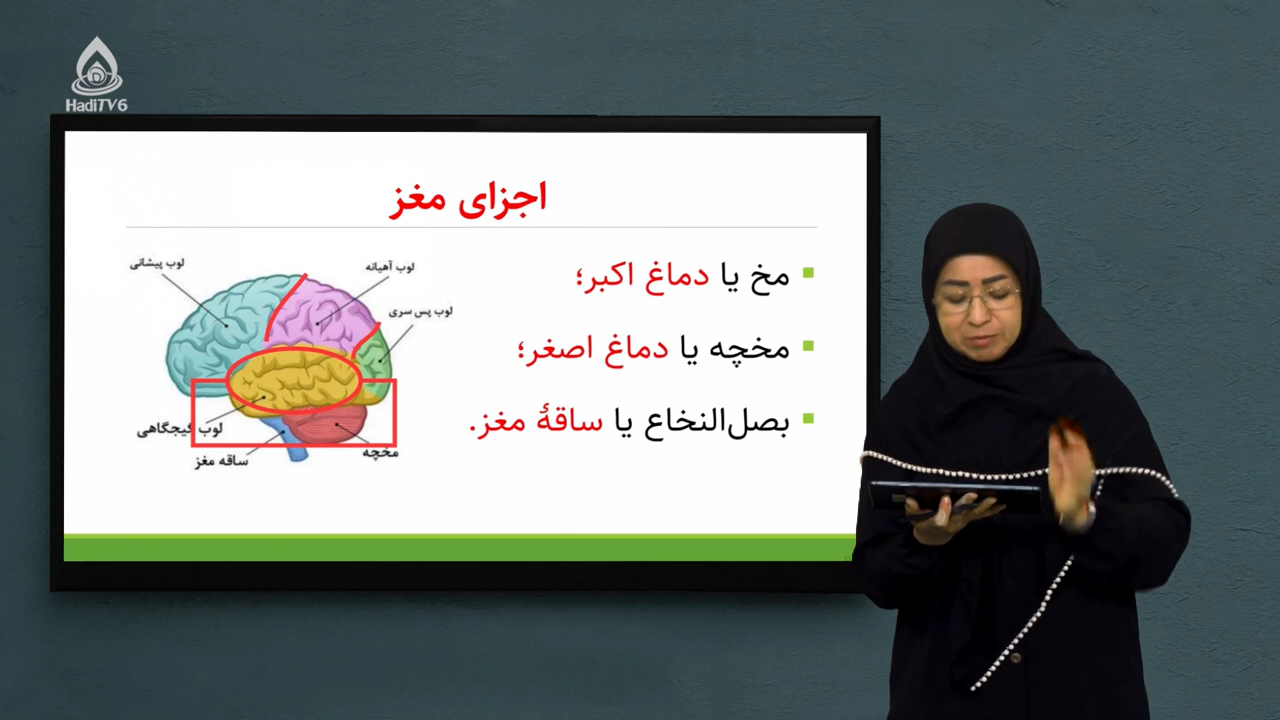 HadiTV6
اجزای مغز
مخ یا دماغ اکبر؛
مخچه یا دماغ اصغر؛
بصل‌النخاع یا ساقهٔ مغز.
لوب پیشانی
لوب آهیانه
لوب پس سری
لوب گیجگاهی
ساقه مغز
مخچه